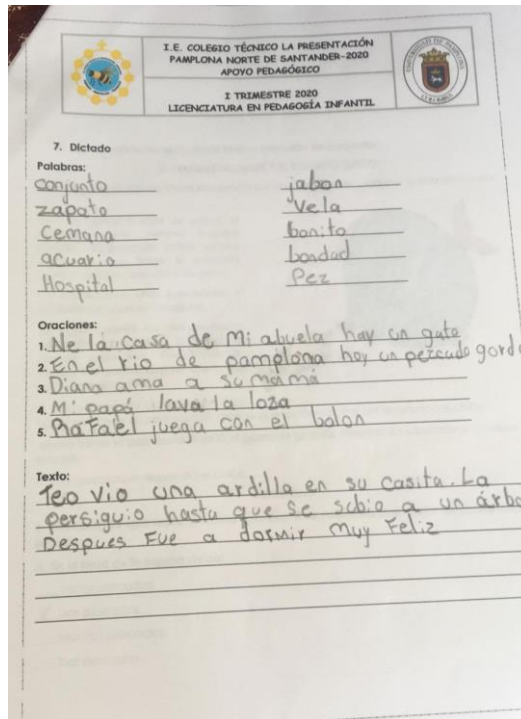 I.E. COLEGIO TÉCNICO LA PRESENTACIÓN
PAMPLONA NORTE DE SANTANDER-2020
APOYO PEDAGÓGICO
I TRIMESTRE 2020
LICENCIATURA EN PEDAGOGÍA INFANTIL
7. Dictado
Palabras:
conjunto
zapato
Cemana
acuario
Hospital
jabon
Vela
bonito
bondad
Pez
Oraciones:
1. Ne la casa de mi abuela hay un gato
2. En el rio de pamplona hay un pezcado gordo
3. Diana ama a su mamá
4. Mi papá lava la loza
5. Rafael juega con el balon
Texto:
Teo vio una ardilla en su casita. La
persiguio hasta que se subio a un árbo
Despues Fue a dormir muy Feliz